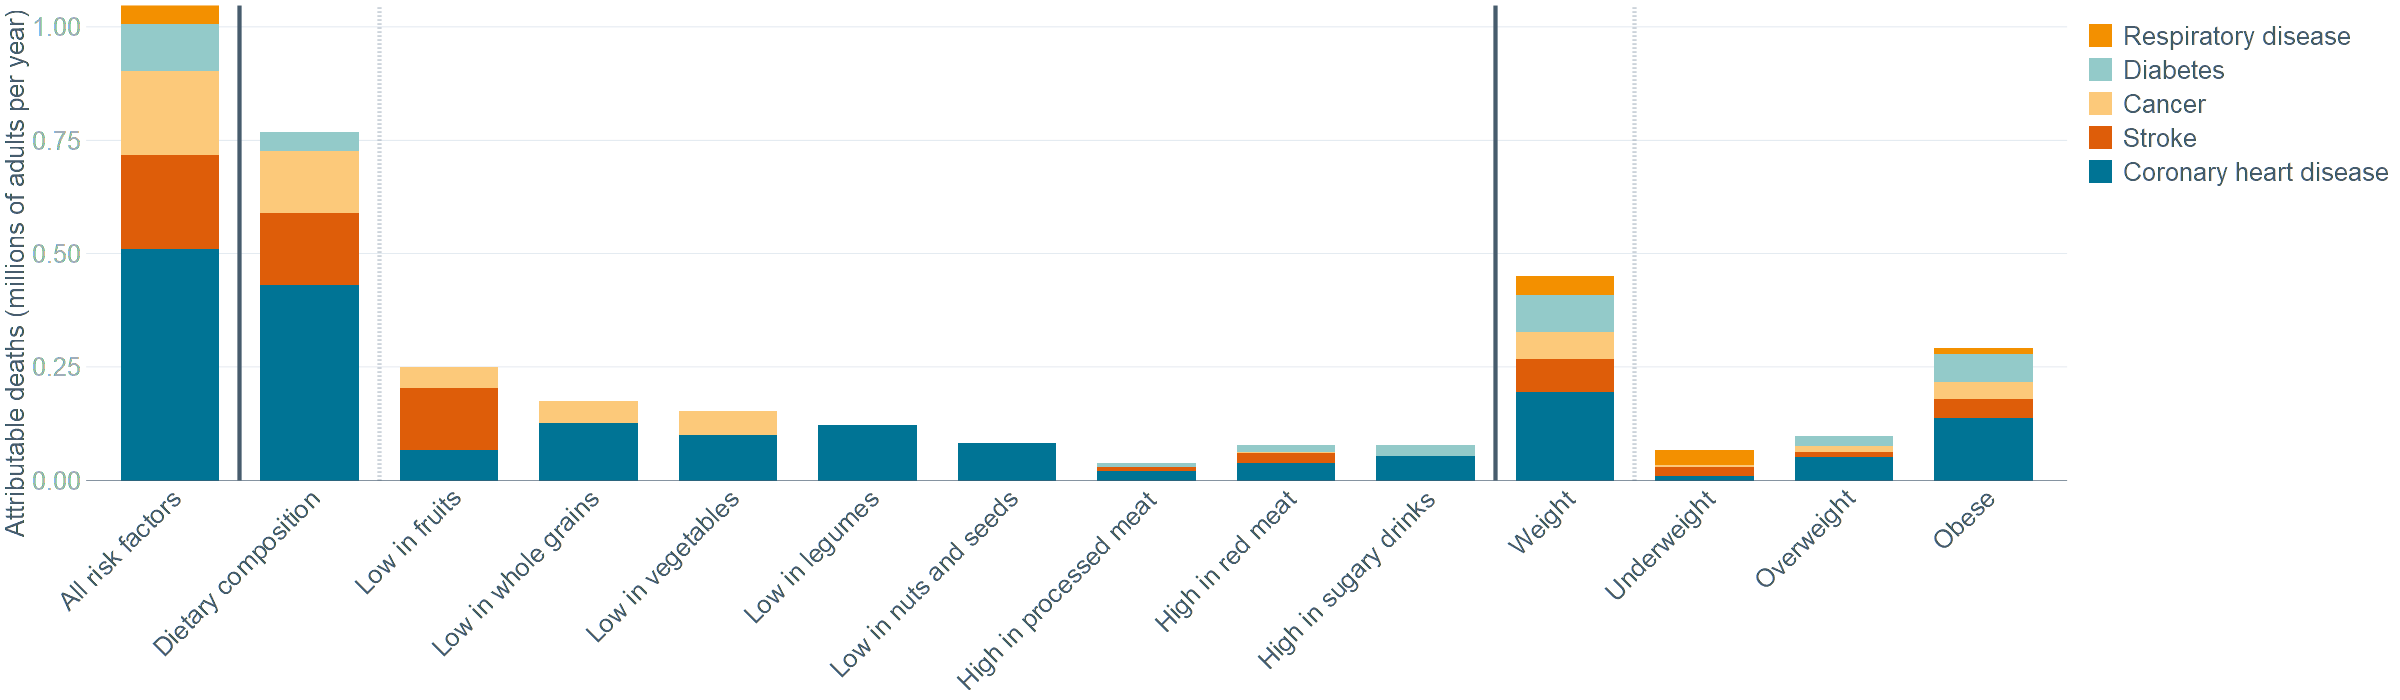 Attributable deaths (millions of adults per year)
1.00
0.75
0.50
0.25
0.00
All risk factors
Dietary composition
Low in fruits
Low in whole grains
Low in vegetables
Low in legumes
Low in nuts and seeds
High in processed meat
High in red meat
High in sugary drinks
Weight
Underweight
Overweight
Obese
Respiratory disease
Diabetes
Cancer
Stroke
Coronary heart disease